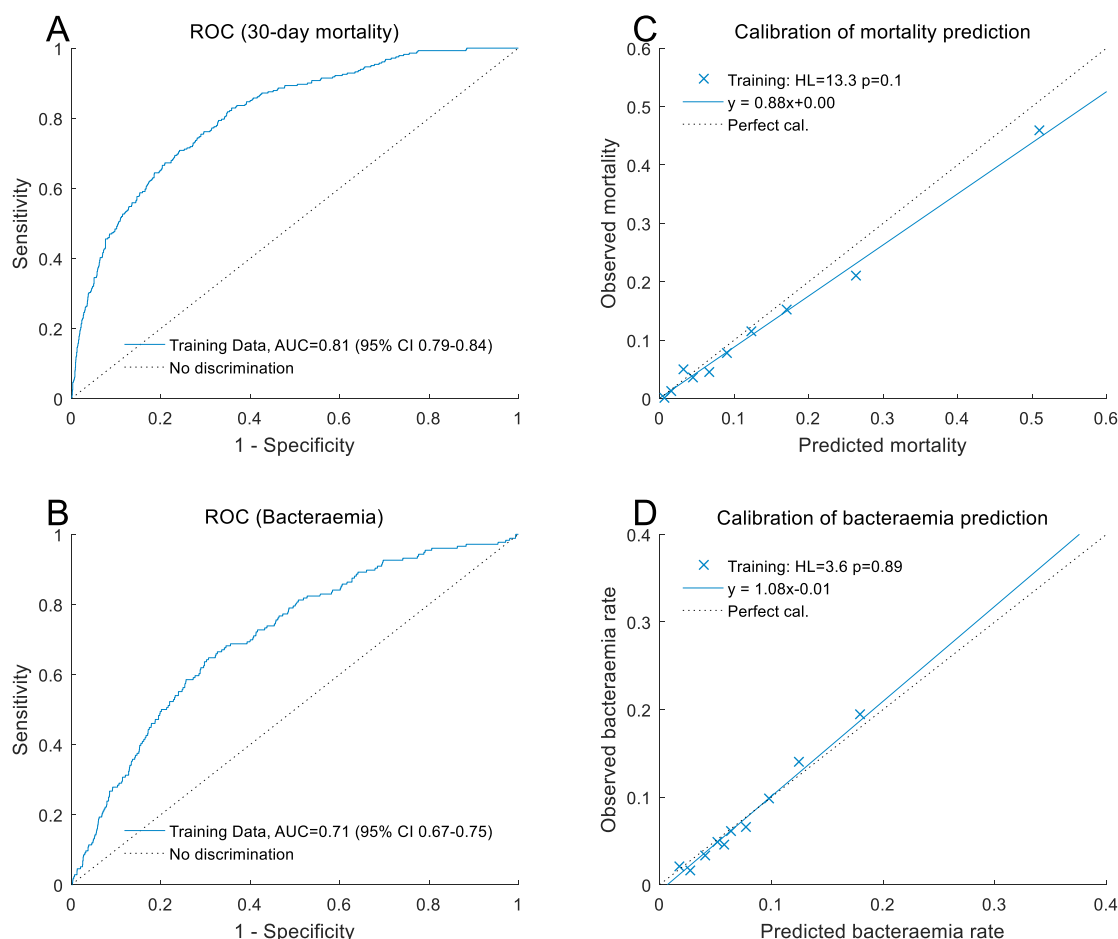 A
ROC (30-day mortality)
1
0.8
0.6
0.4
0.2
0
Sensitivity
Training Data, AUC=0.81 (95% CI 0.79-0.84)
No discrimination
0 0.2 0.4 0.6 0.8 1
1 - Specificity
C
Calibration of mortality prediction
0.6
0.5
0.4
0.3
0.2
0.1
0
Observed mortality
Training: HL=13.3 p=0.1
y = 0.88x+0.00
Perfect cal.
0 0.1 0.2 0.3 0.4 0.5 0.6
Predicted mortality
B
ROC (Bacteraemia)
1
0.8
0.6
0.4
0.2
0
Sensitivity
Training Data, AUC=0.71 (95% CI 0.67-0.75)
No discrimination
0 0.2 0.4 0.6 0.8 1
1 - Specificity
D
Calibration of bacteraemia prediction
0.4
0.3
0.2
0.1
0
Observed bacteraemia rate
Training: HL=3.6 p=0.89
y = 1.08x-0.01
Perfect cal.
0 0.1 0.2 0.3 0.4
Predicted bacteraemia rate